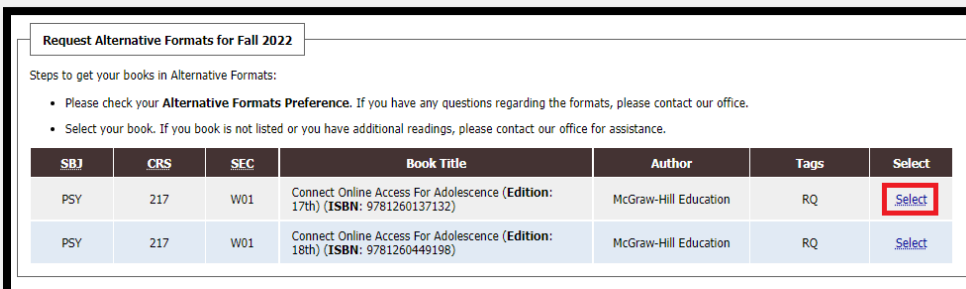 Request Alternative Formats for Fall 2022
Steps to get your books in Alternative Formats:
• Please check your Alternative Formats Preference. If you have any questions regarding the formats, please contact our office.
• Select your book. If you book is not listed or you have additional readings, please contact our office for assistance.
SBJ CRS SEC Book Title Author Tags Select
PSY 217 W01 Connect Online Access For Adolescence (Edition: 17th) (ISBN: 9781260137132) McGraw-Hill Education RQ Select
PSY 217 W01 Connect Online Access For Adolescence (Edition: 18th) (ISBN: 9781260449198) McGraw-Hill Education RQ Select